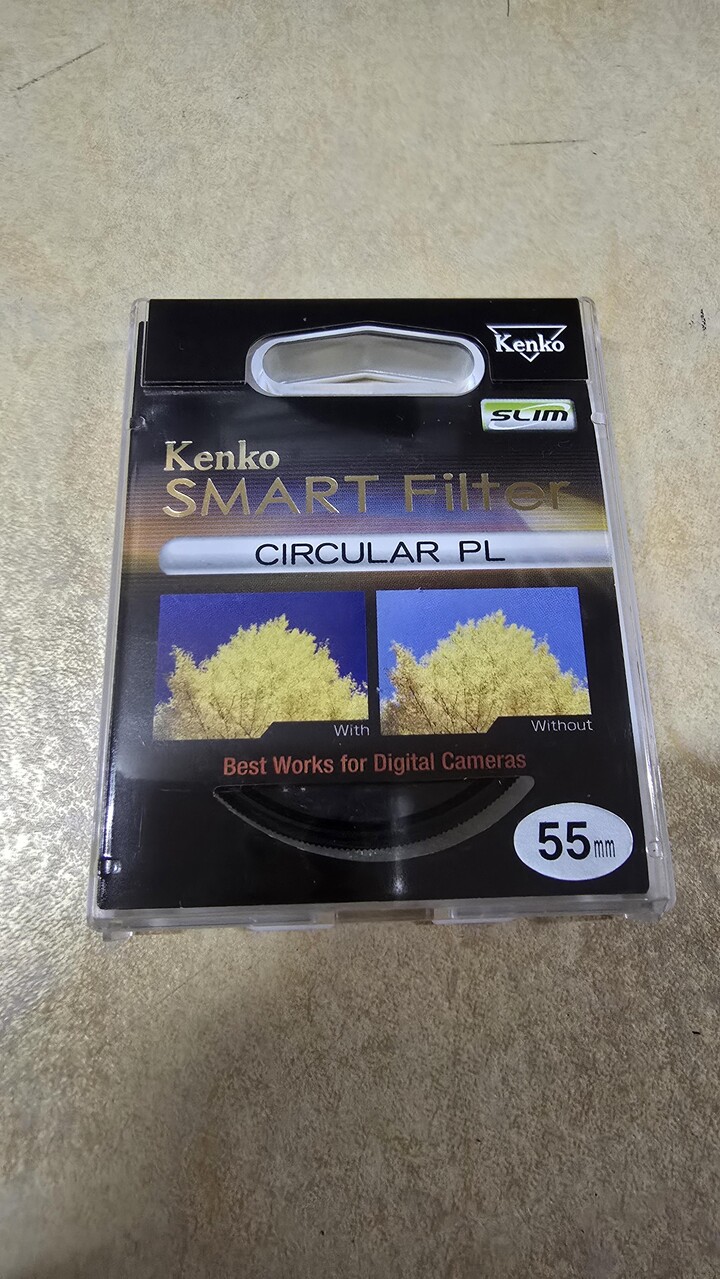 Kenko
SLIM
Kenko
SMART Filter
CIRCULAR PL
With
Without
Best Works for Digital Cameras
55mm